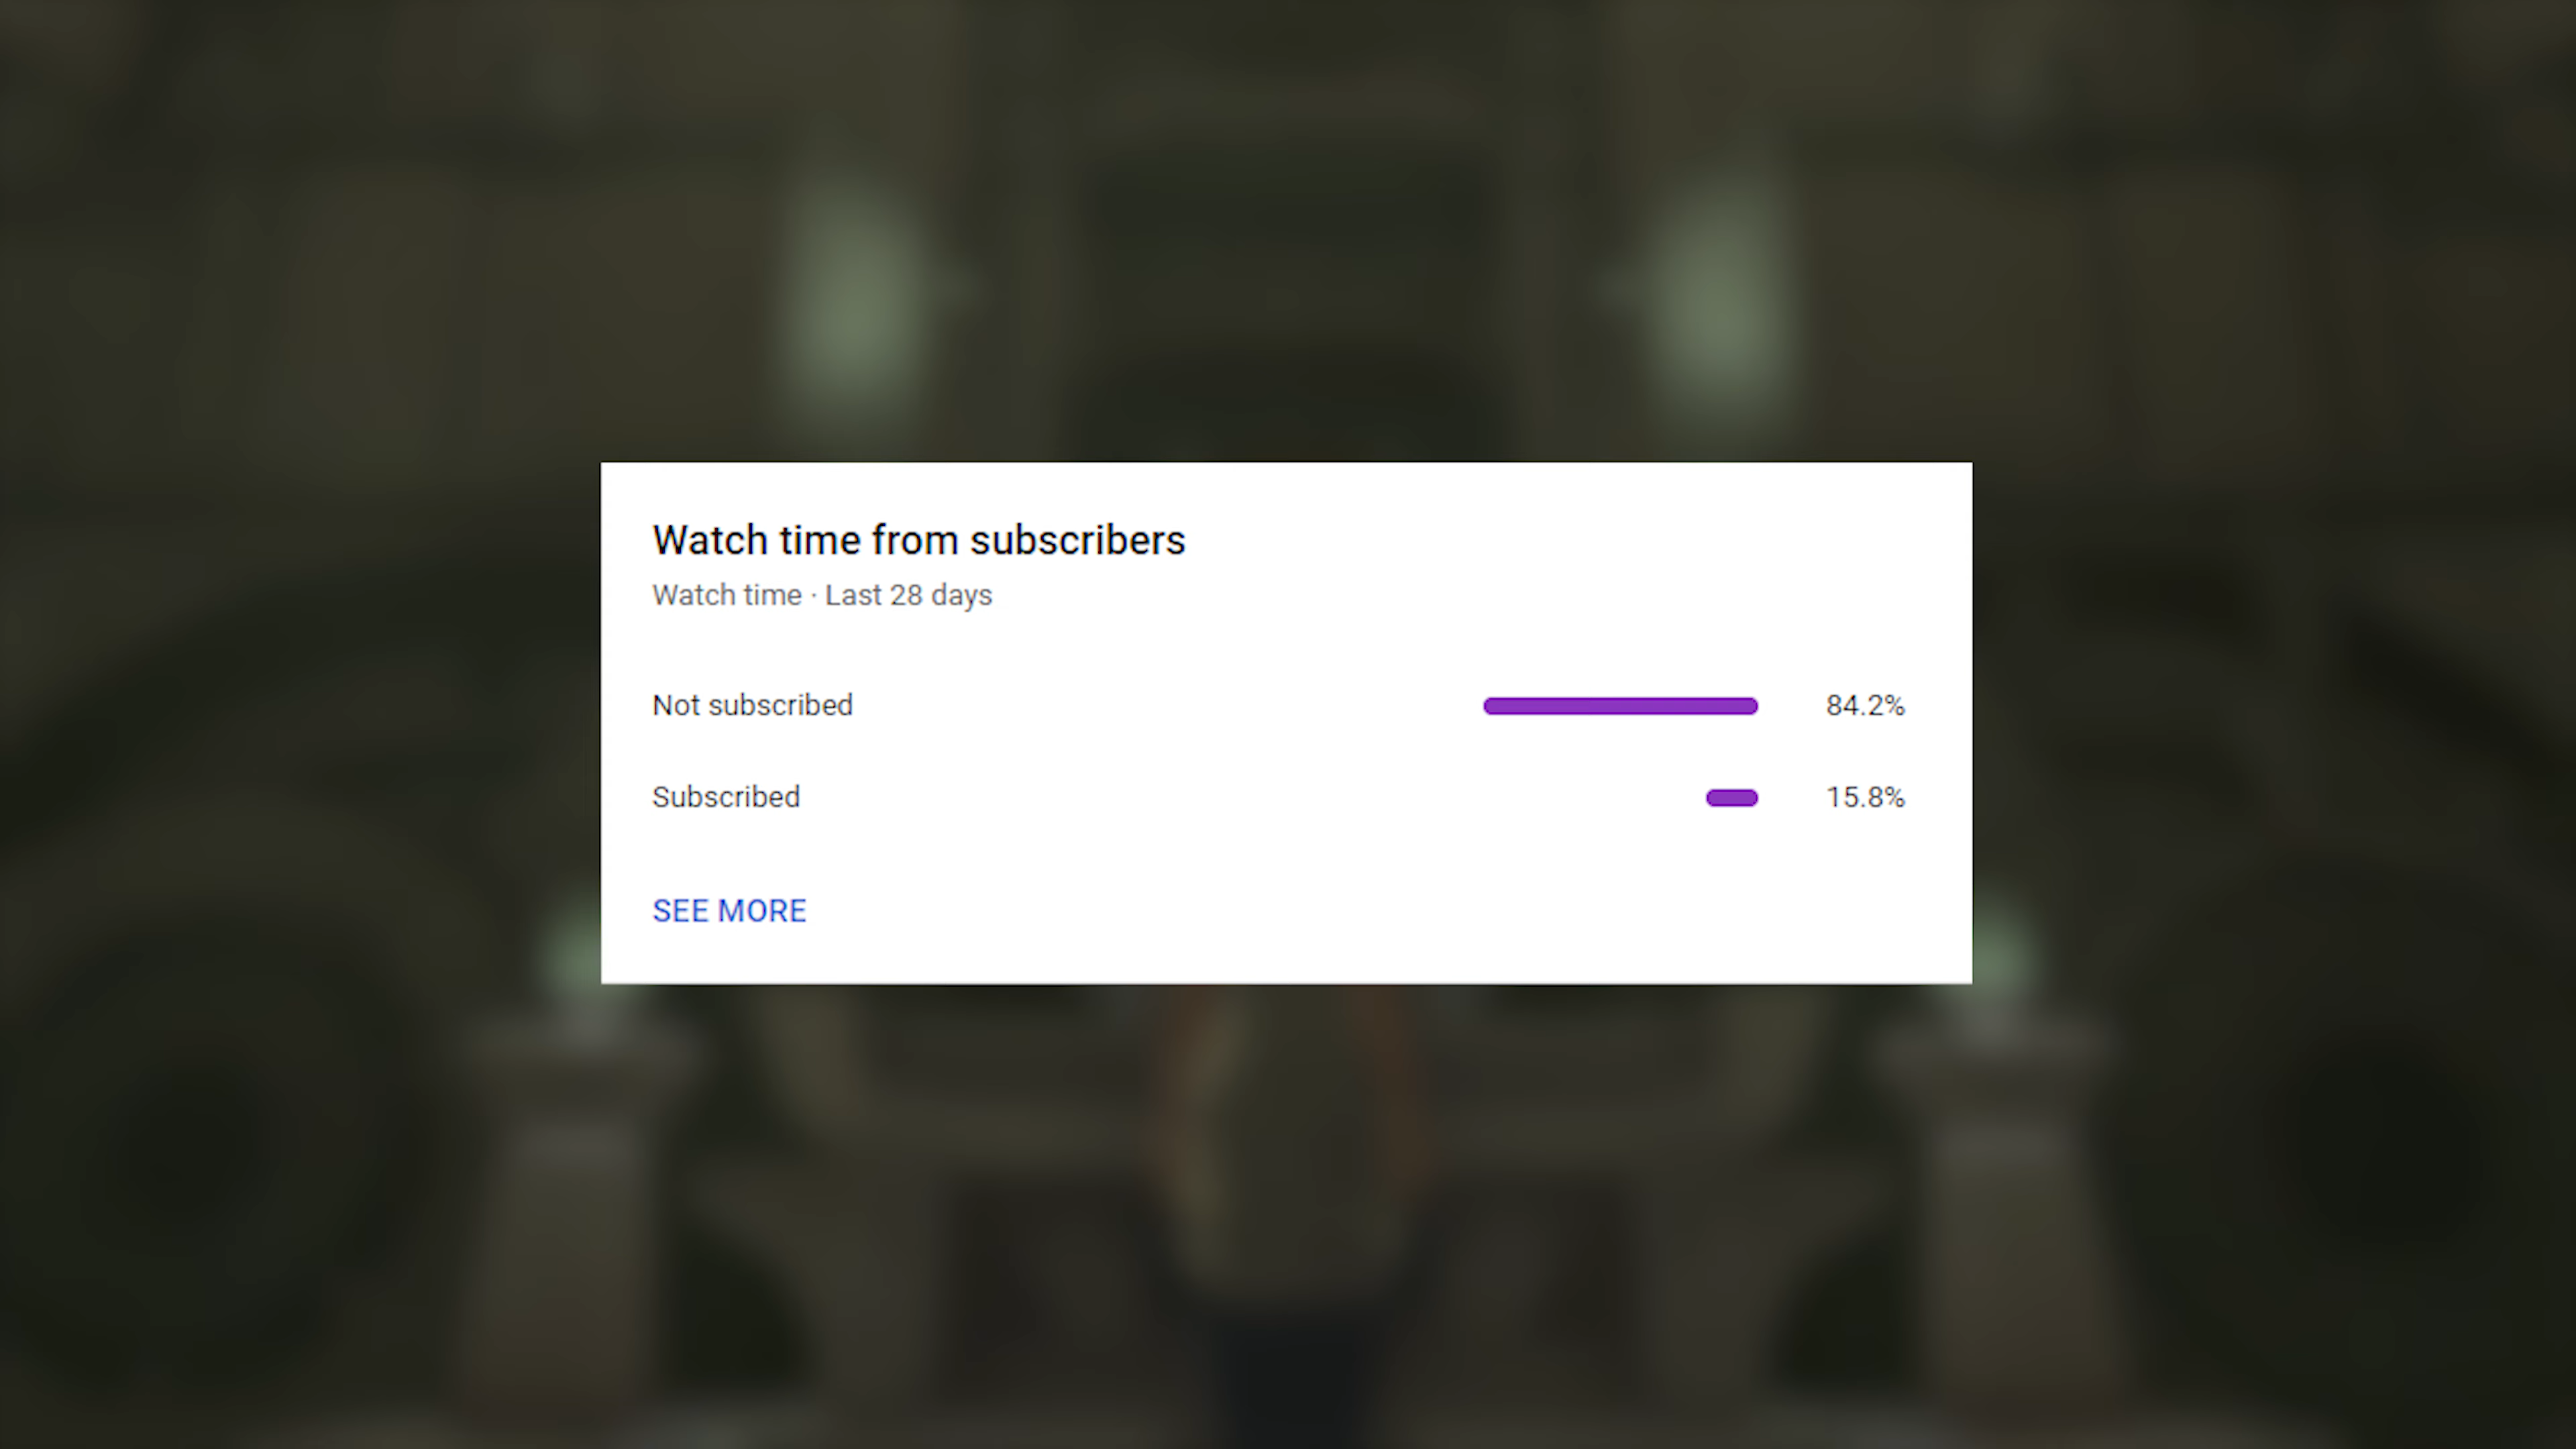 Watch time from subscribers
Watch time · Last 28 days
Not subscribed 84.2%
Subscribed 15.8%
SEE MORE